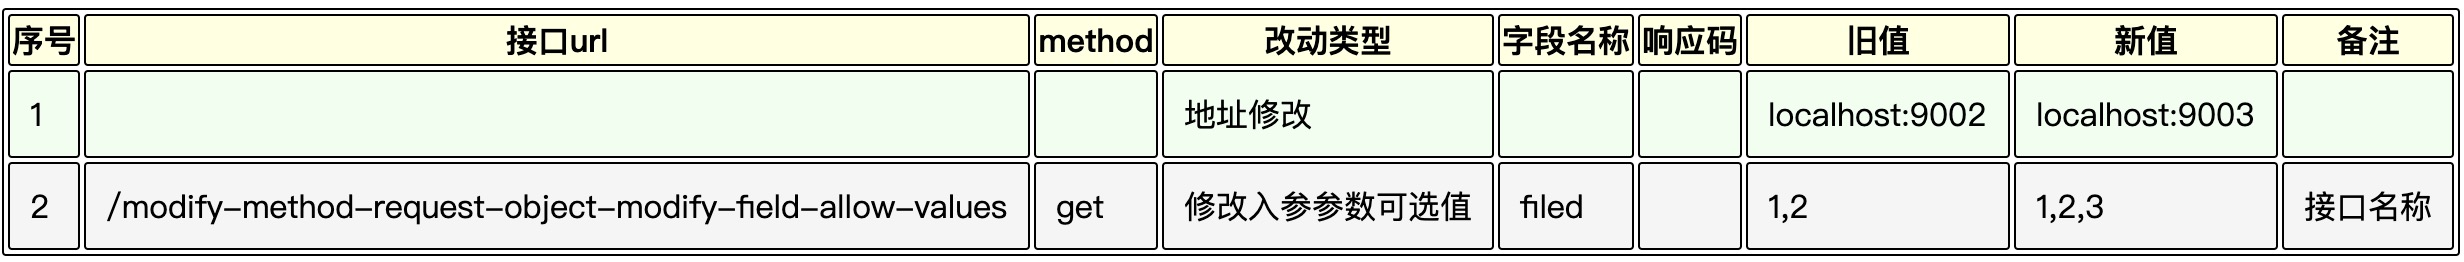 序号 接口url method 改动类型 字段名称 响应码 旧值 新值 备注
1 地址修改 localhost:9002 localhost:9003
2 /modify-method-request-object-modify-field-allow-values get 修改入参参数可选值 filed 1,2 1,2,3 接口名称